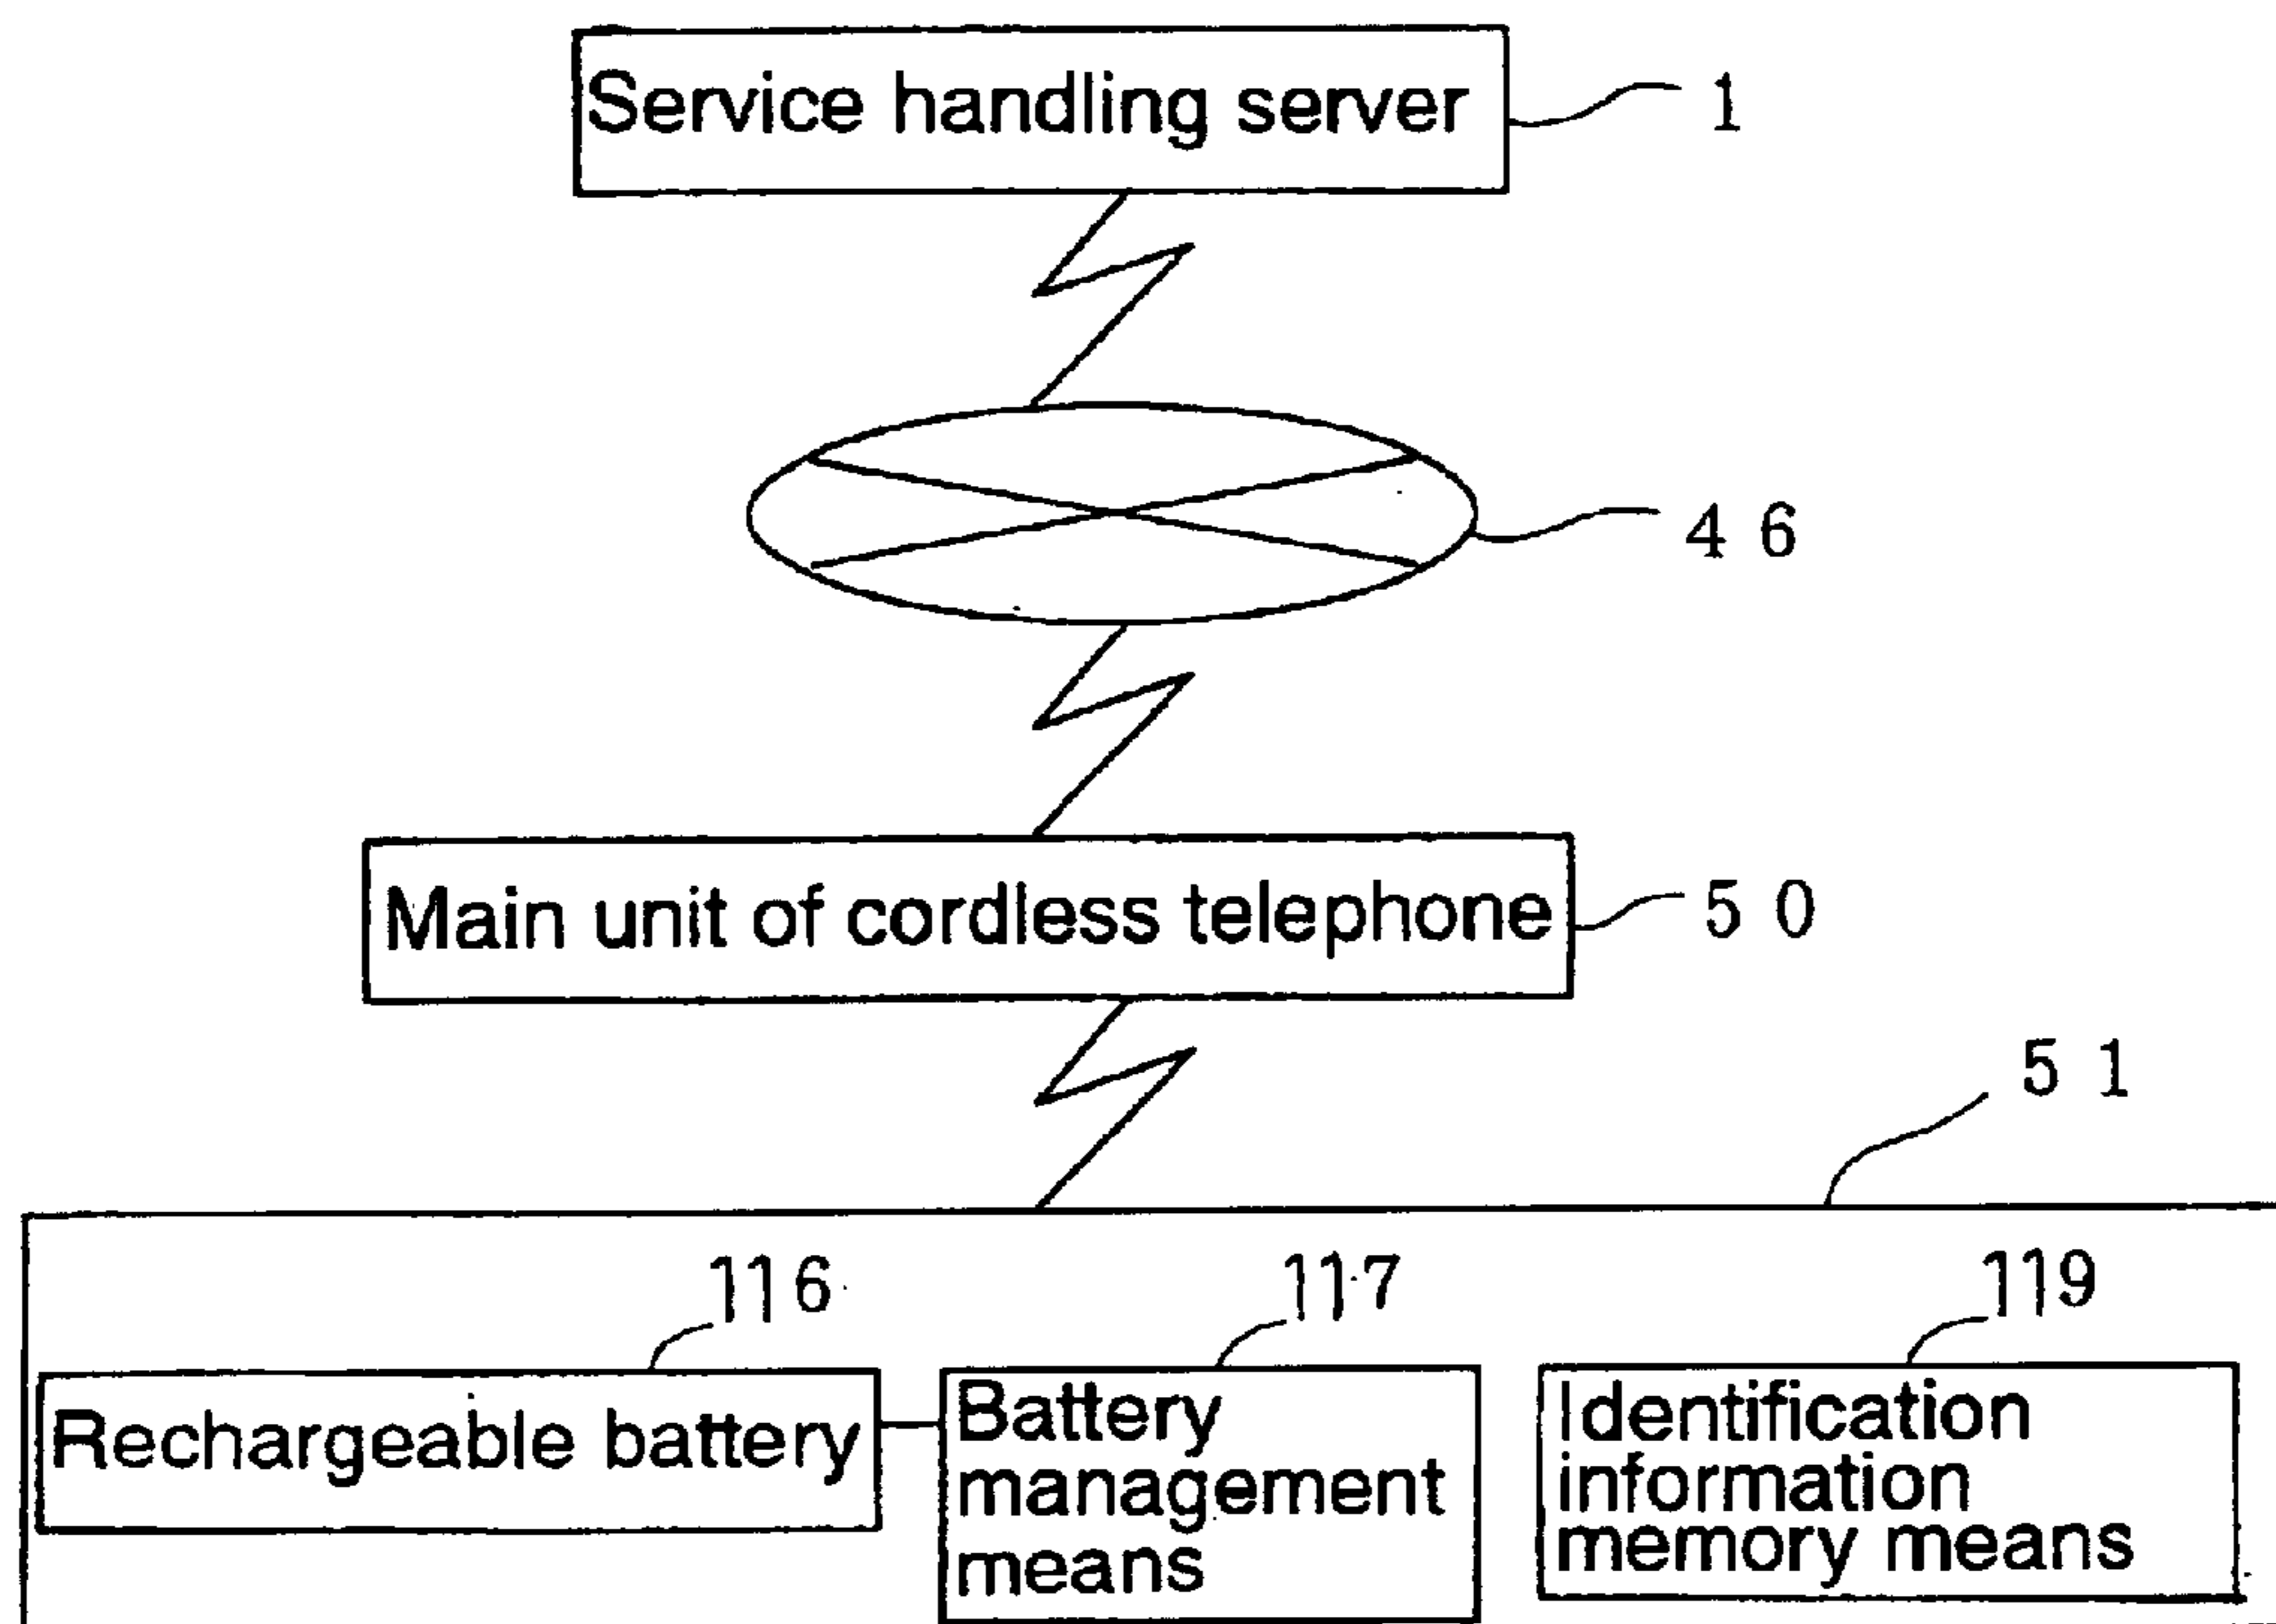 Service handling server
1
4 6
Main unit of cordless telephone
5 0
5 1
116
117
119
Rechargeable battery
Battery
management
means
Identification
information
memory means